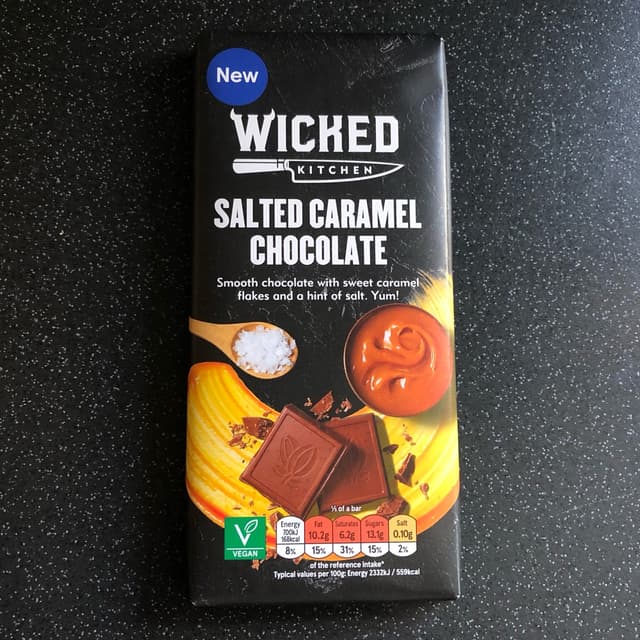 New
WICKED
KITCHEN
SALTED CARAMEL
CHOCOLATE
Smooth chocolate with sweet caramel
flakes and a hint of salt. Yum!
⅓ of a bar
Energy Fat Saturates Sugars Salt
700kJ 10.2g 6.2g 13.1g 0.10g
168kcal
8% 15% 31% 15% 2%
VEGAN
of the reference intake*
Typical values per 100g: Energy 2332kJ / 559kcal